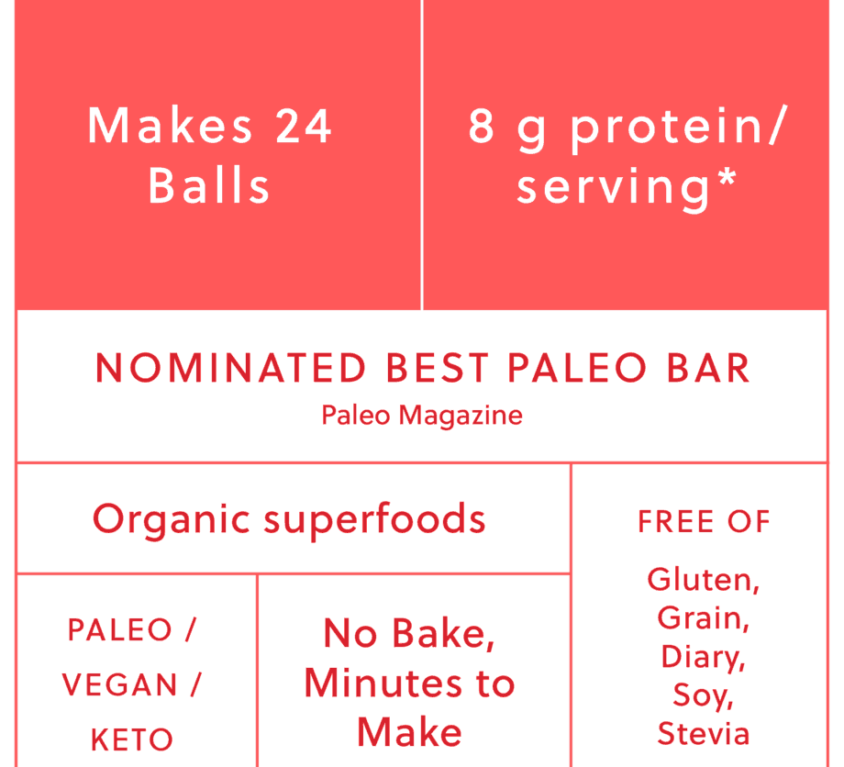 Makes 24
Balls
8 g protein/
serving*
NOMINATED BEST PALEO BAR
Paleo Magazine
Organic superfoods
PALEO /
VEGAN /
KETO
No Bake,
Minutes to
Make
FREE OF
Gluten,
Grain,
Diary,
Soy,
Stevia